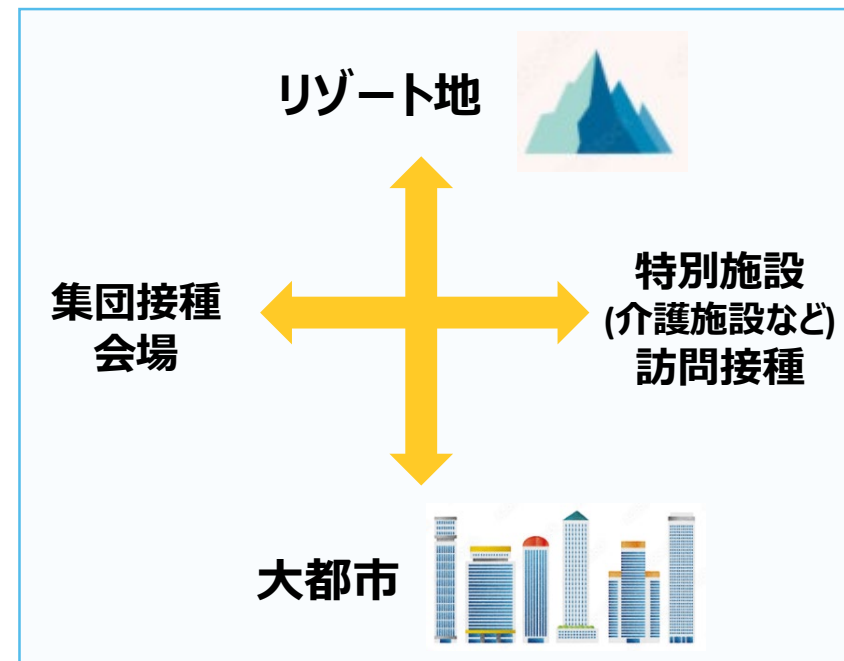 リゾート地
集団接種
会場
特別施設
(介護施設など)
訪問接種
大都市